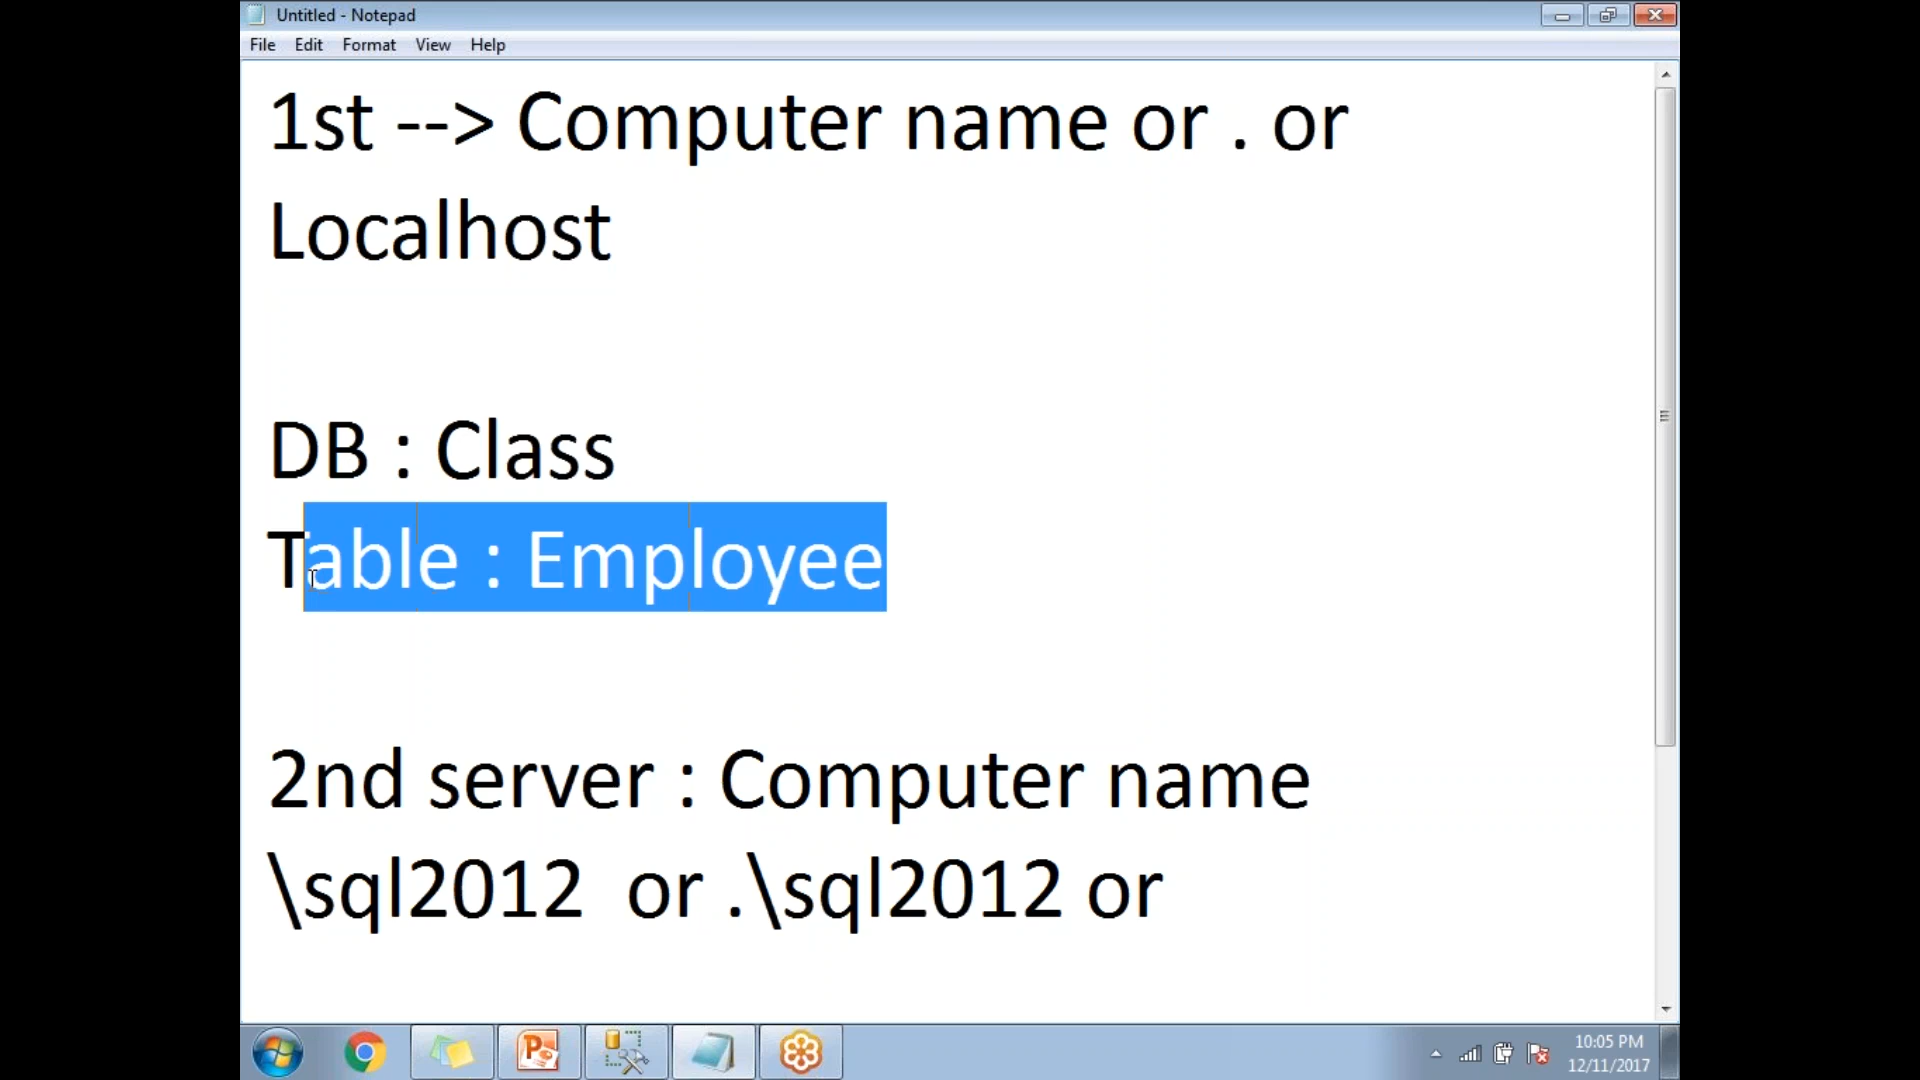 Untitled - Notepad
File Edit Format View Help
1st --> Computer name or . or
Localhost
DB : Class
Table : Employee
2nd server : Computer name
\sql2012  or .\sql2012 or
10:05 PM
12/11/2017